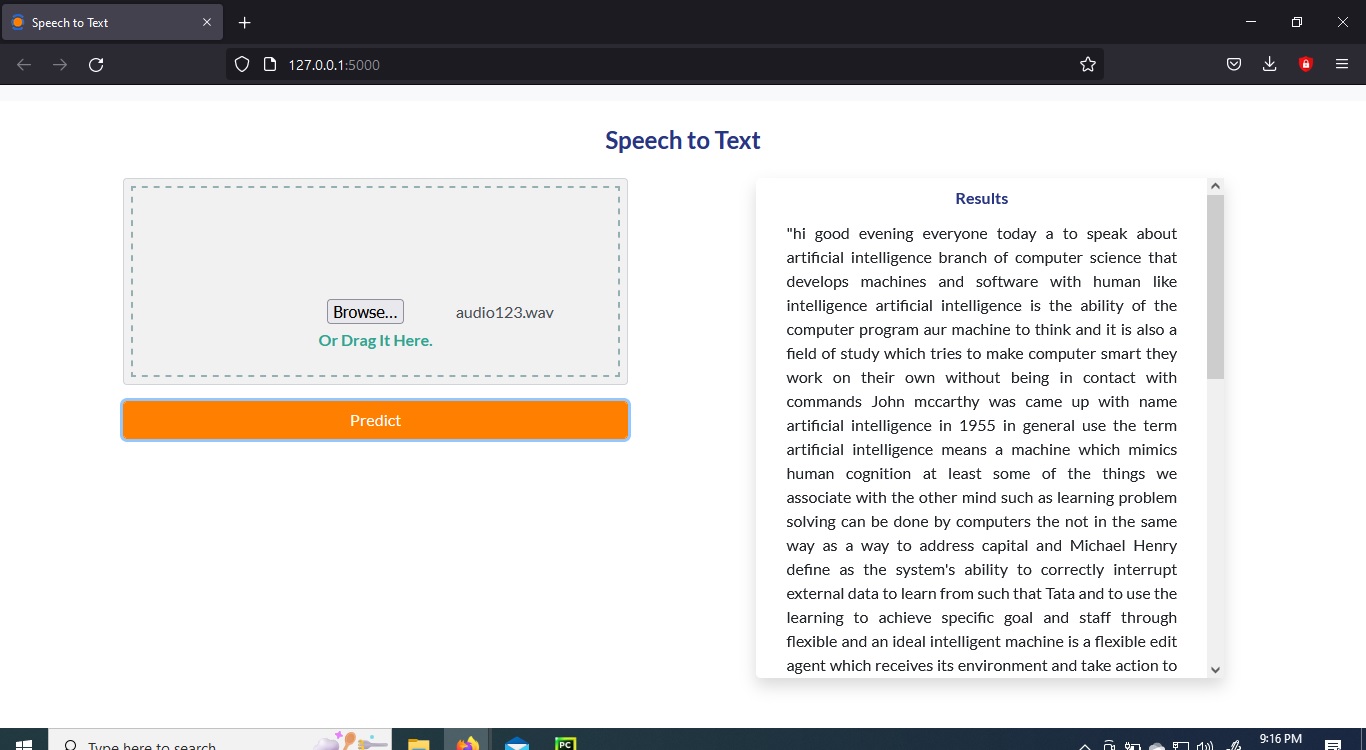 Speech to Text
127.0.0.1:5000
Speech to Text
Browse...
audio123.wav
Or Drag It Here.
Predict
Results
"hi good evening everyone today a to speak about
artificial intelligence branch of computer science that
develops machines and software with human like
intelligence artificial intelligence is the ability of the
computer program aur machine to think and it is also a
field of study which tries to make computer smart they
work on their own without being in contact with
commands John mccarthy was came up with name
artificial intelligence in 1955 in general use the term
artificial intelligence means a machine which mimics
human cognition at least some of the things we
associate with the other mind such as learning problem
solving can be done by computers the not in the same
way as a way to address capital and Michael Henry
define as the system's ability to correctly interrupt
external data to learn from such that Tata and to use the
learning to achieve specific goal and staff through
flexible and an ideal intelligent machine is a flexible edit
agent which receives its environment and take action to
Type here to search
PC
9:16 PM